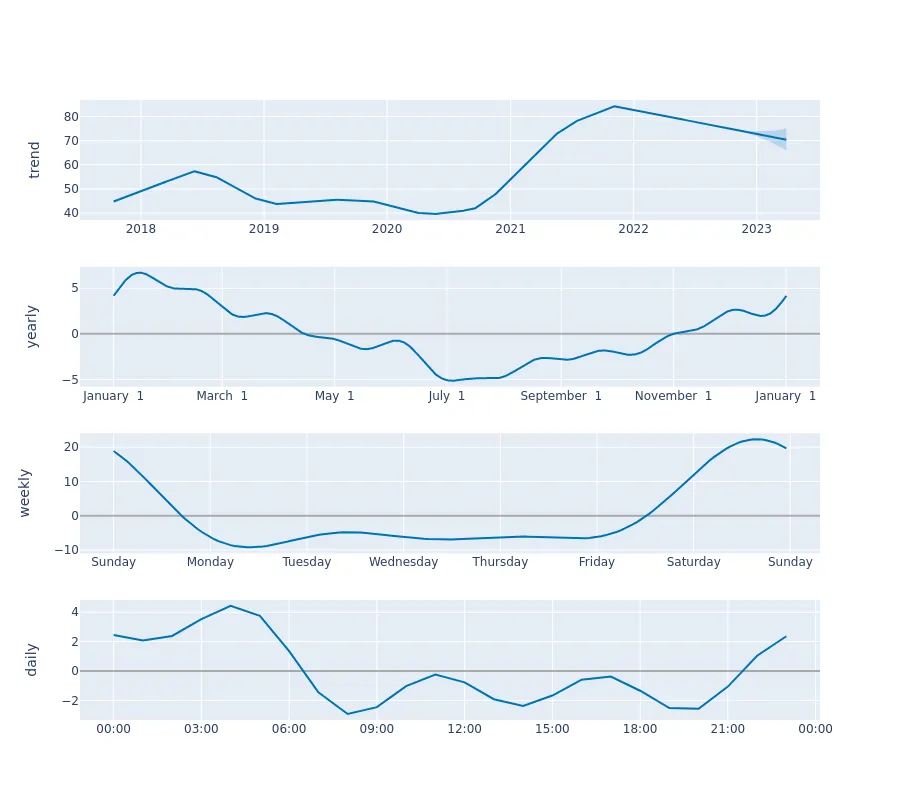 trend
80
70
60
50
40
2018 2019 2020 2021 2022 2023
yearly
5
0
−5
January 1 March 1 May 1 July 1 September 1 November 1 January 1
weekly
20
10
0
−10
Sunday Monday Tuesday Wednesday Thursday Friday Saturday Sunday
daily
4
2
0
−2
00:00 03:00 06:00 09:00 12:00 15:00 18:00 21:00 00:00